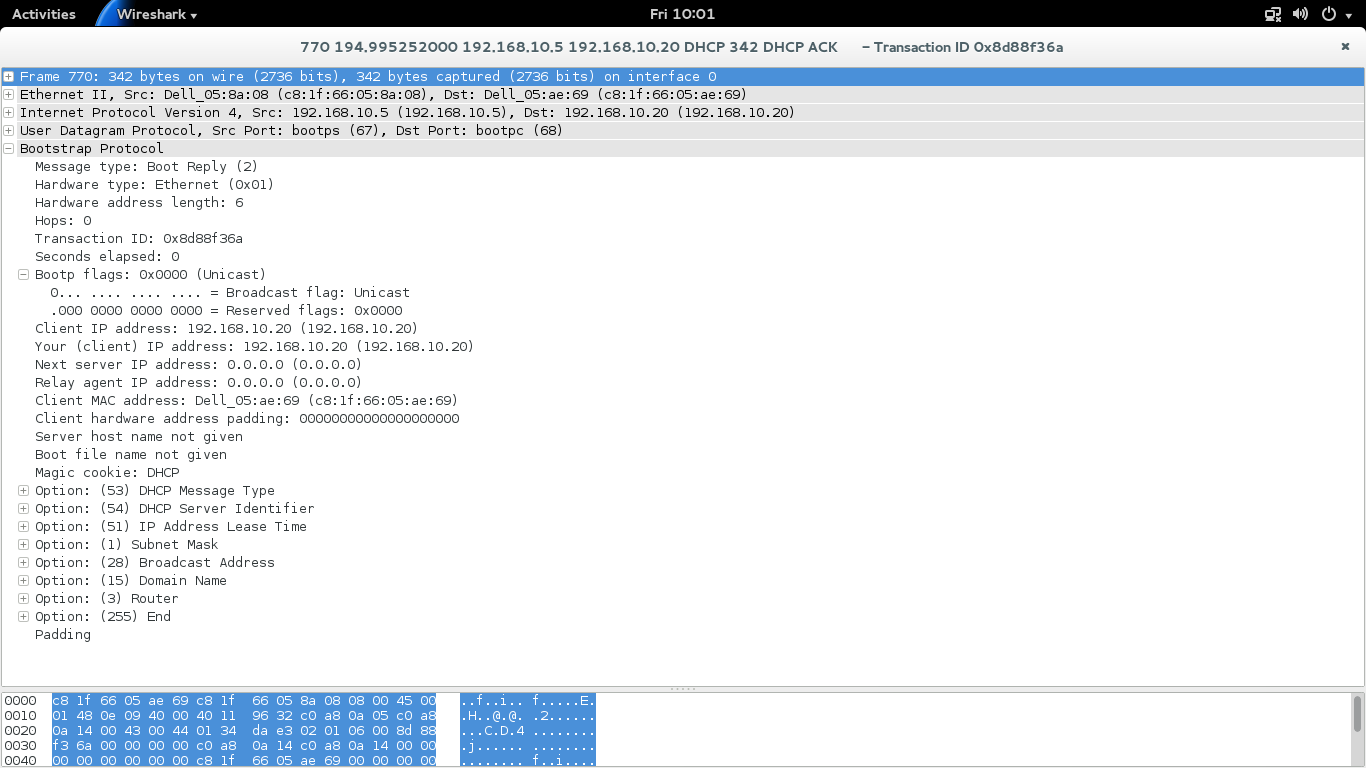 Activities Wireshark Fri 10:01
770 194.995252000 192.168.10.5 192.168.10.20 DHCP 342 DHCP ACK - Transaction ID 0x8d88f36a
Frame 770: 342 bytes on wire (2736 bits), 342 bytes captured (2736 bits) on interface 0
Ethernet II, Src: Dell_05:8a:08 (c8:1f:66:05:8a:08), Dst: Dell_05:ae:69 (c8:1f:66:05:ae:69)
Internet Protocol Version 4, Src: 192.168.10.5 (192.168.10.5), Dst: 192.168.10.20 (192.168.10.20)
User Datagram Protocol, Src Port: bootps (67), Dst Port: bootpc (68)
Bootstrap Protocol
Message type: Boot Reply (2)
Hardware type: Ethernet (0x01)
Hardware address length: 6
Hops: 0
Transaction ID: 0x8d88f36a
Seconds elapsed: 0
Bootp flags: 0x0000 (Unicast)
0... .... .... .... = Broadcast flag: Unicast
.000 0000 0000 0000 = Reserved flags: 0x0000
Client IP address: 192.168.10.20 (192.168.10.20)
Your (client) IP address: 192.168.10.20 (192.168.10.20)
Next server IP address: 0.0.0.0 (0.0.0.0)
Relay agent IP address: 0.0.0.0 (0.0.0.0)
Client MAC address: Dell_05:ae:69 (c8:1f:66:05:ae:69)
Client hardware address padding: 00000000000000000000
Server host name not given
Boot file name not given
Magic cookie: DHCP
Option: (53) DHCP Message Type
Option: (54) DHCP Server Identifier
Option: (51) IP Address Lease Time
Option: (1) Subnet Mask
Option: (28) Broadcast Address
Option: (15) Domain Name
Option: (3) Router
Option: (255) End
Padding
0000 c8 1f 66 05 ae 69 c8 1f 66 05 8a 08 08 00 45 00 ..f..i.. f.....E.
0010 01 48 0e 09 40 00 40 11 96 32 c0 a8 0a 05 c0 a8 .H..@.@. .2......
0020 0a 14 00 43 00 44 01 34 da e3 02 01 06 00 8d 88 ...C.D.4 ........
0030 f3 6a 00 00 00 00 c0 a8 0a 14 c0 a8 0a 14 00 00 .j...... ........
0040 00 00 00 00 00 00 c8 1f 66 05 ae 69 00 00 00 00 ........ f..i....